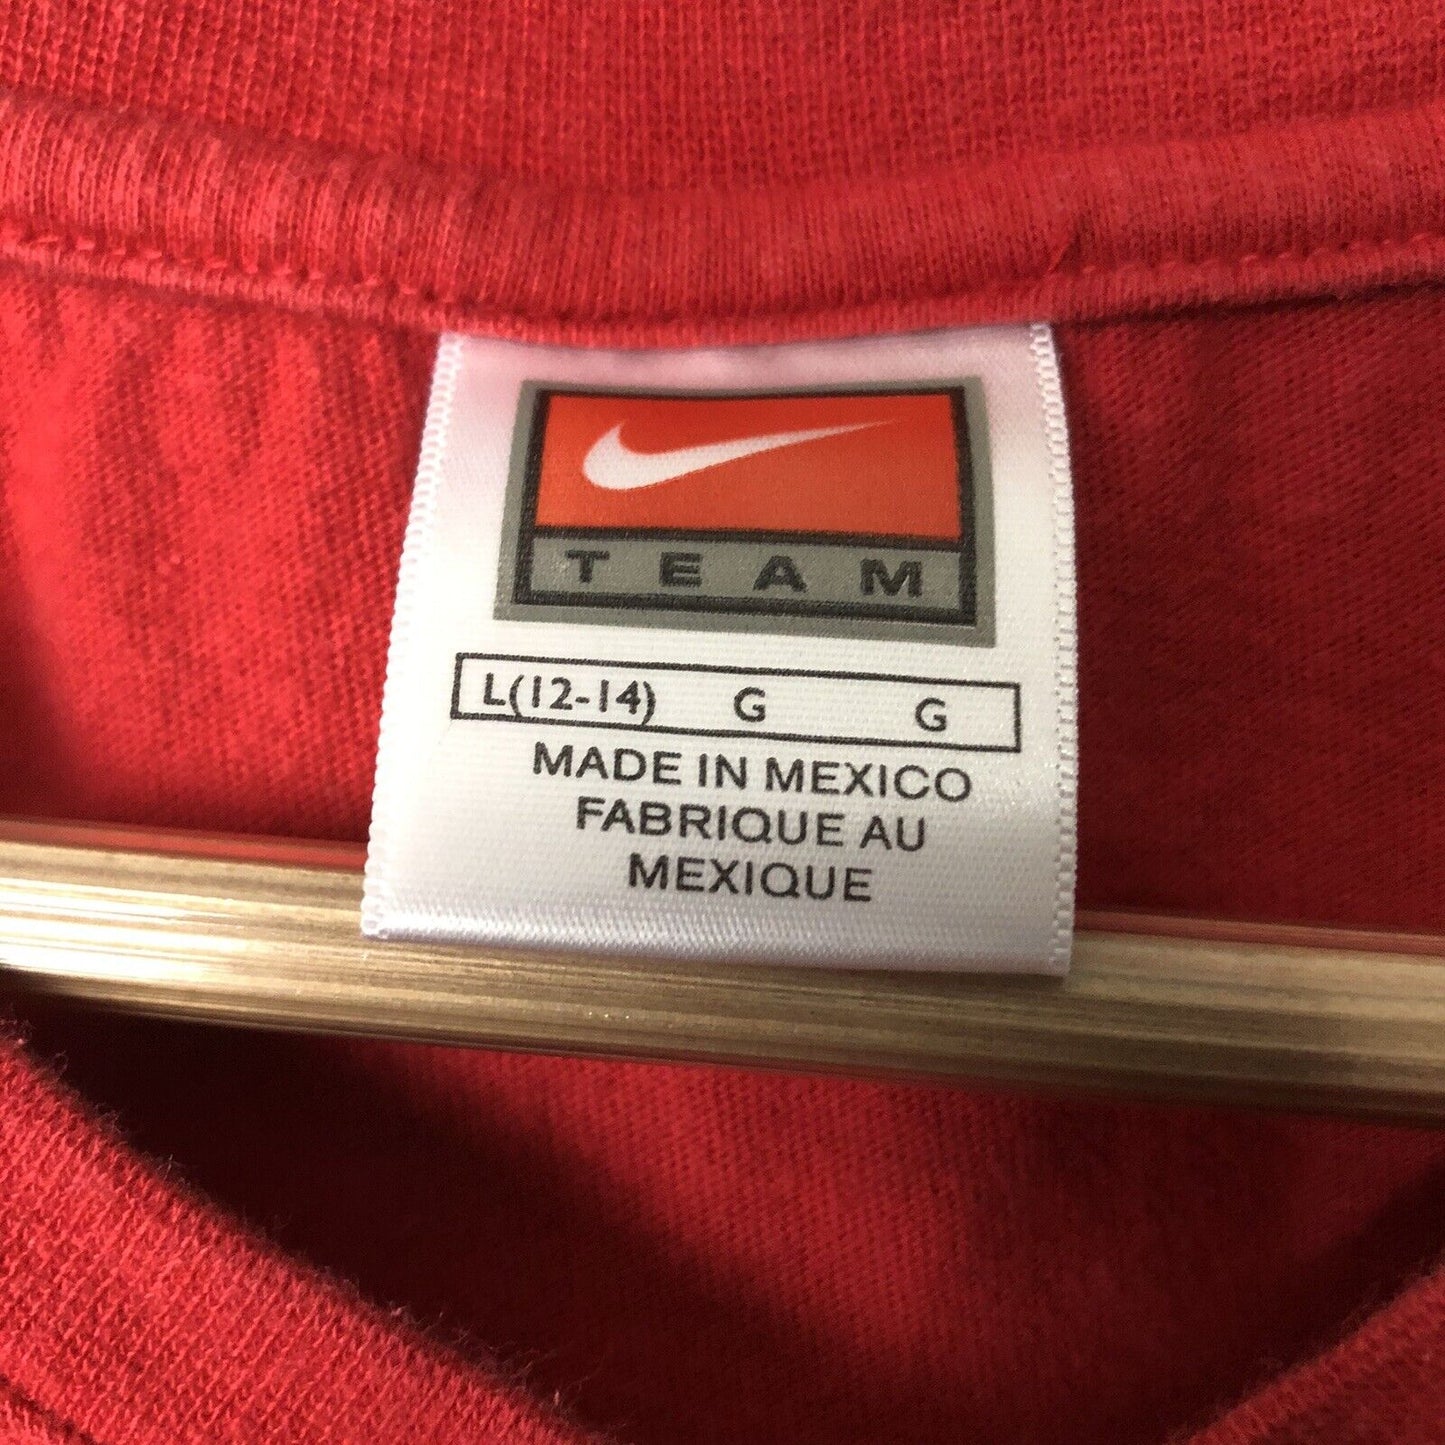 TEAM
L(12-14) G G
MADE IN MEXICO
FABRIQUE AU
MEXIQUE